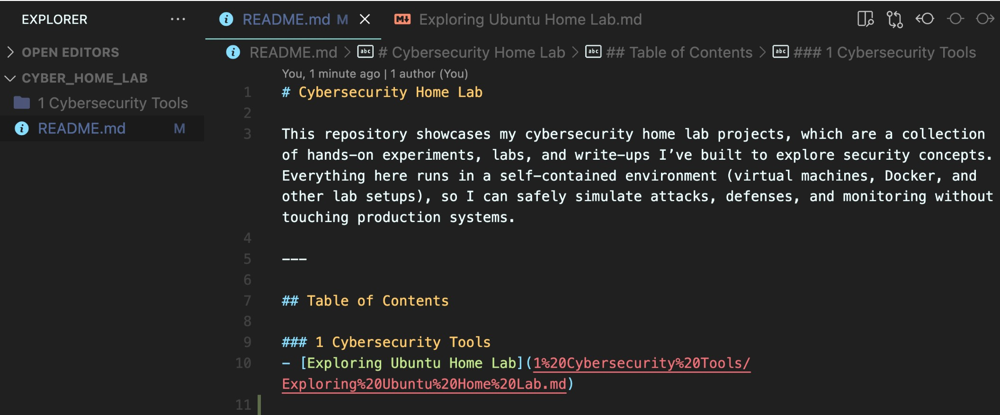 EXPLORER ...
OPEN EDITORS
CYBER_HOME_LAB
1 Cybersecurity Tools
README.md M
README.md M
Exploring Ubuntu Home Lab.md
README.md > # Cybersecurity Home Lab > ## Table of Contents > ### 1 Cybersecurity Tools
You, 1 minute ago | 1 author (You)
1 # Cybersecurity Home Lab
2
3 This repository showcases my cybersecurity home lab projects, which are a collection
of hands-on experiments, labs, and write-ups I’ve built to explore security concepts.
Everything here runs in a self-contained environment (virtual machines, Docker, and
other lab setups), so I can safely simulate attacks, defenses, and monitoring without
touching production systems.
4
5 ---
6
7 ## Table of Contents
8
9 ### 1 Cybersecurity Tools
10 - [Exploring Ubuntu Home Lab](1%20Cybersecurity%20Tools/
Exploring%20Ubuntu%20Home%20Lab.md)
11